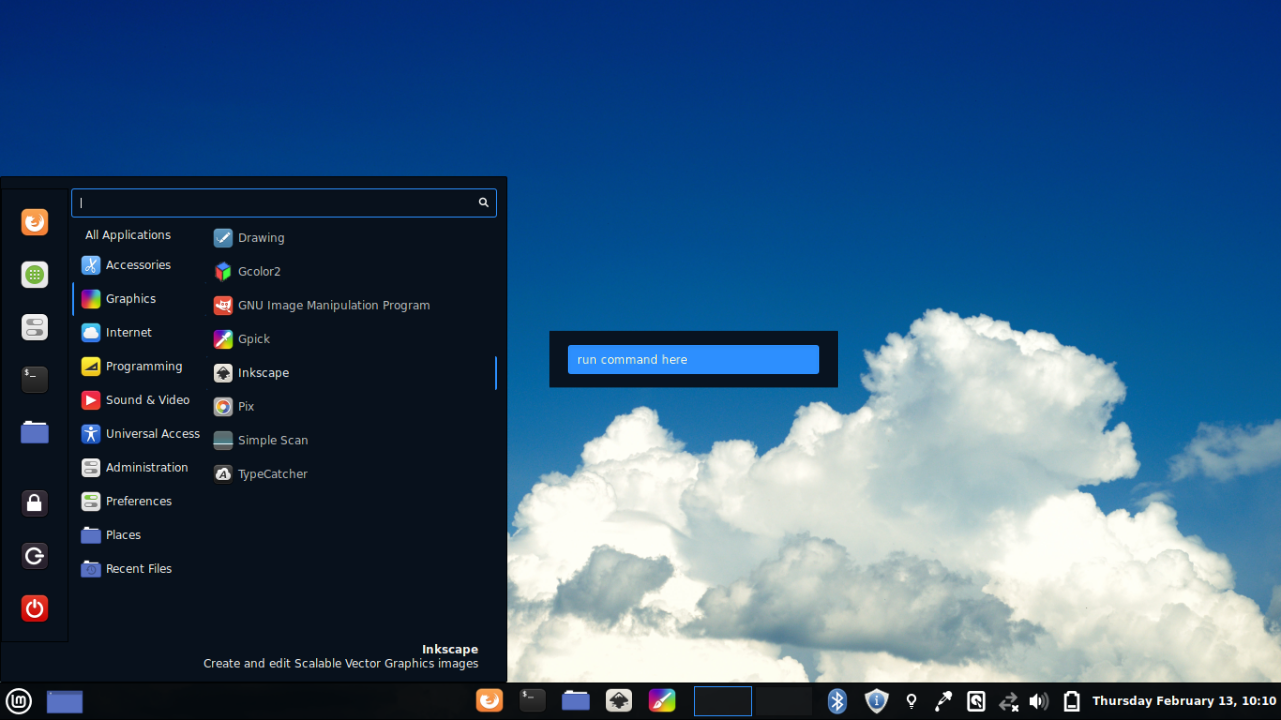 All Applications
Accessories
Graphics
Internet
Programming
Sound & Video
Universal Access
Administration
Preferences
Places
Recent Files
Drawing
Gcolor2
GNU Image Manipulation Program
Gpick
Inkscape
Pix
Simple Scan
TypeCatcher
Inkscape
Create and edit Scalable Vector Graphics images
run command here
Thursday February 13, 10:10